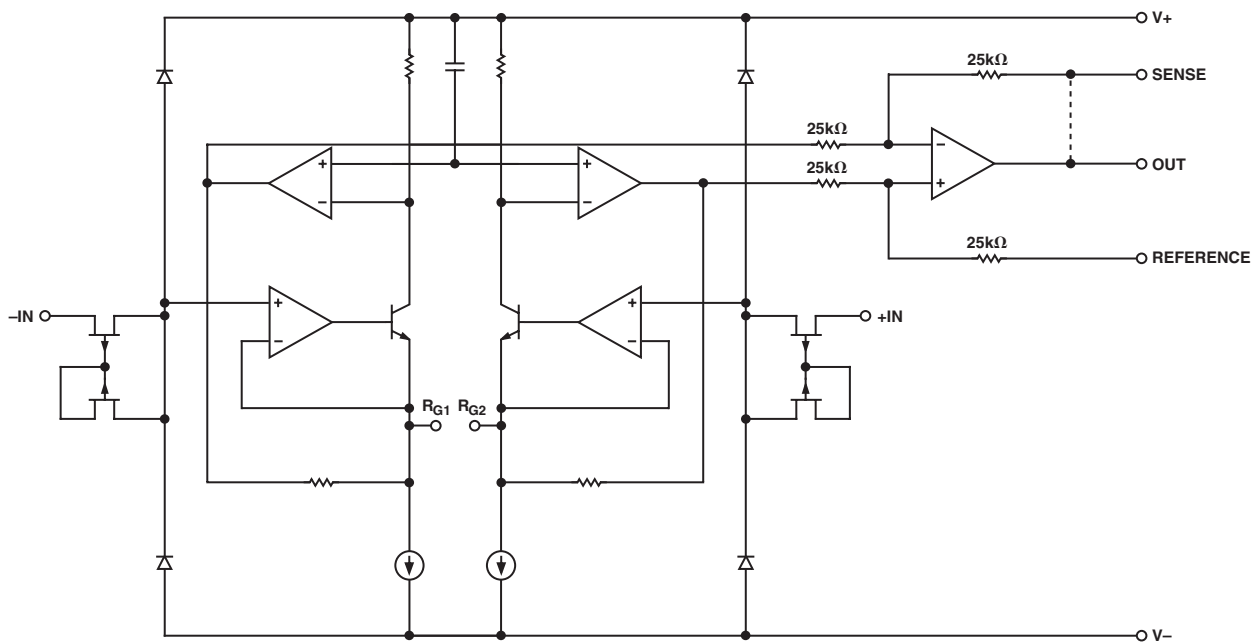 V+
25kΩ
SENSE
25kΩ
−
+
+
25kΩ
OUT
−
−
+
25kΩ
REFERENCE
+
+
–IN
+IN
−
−
RG1
RG2
V–